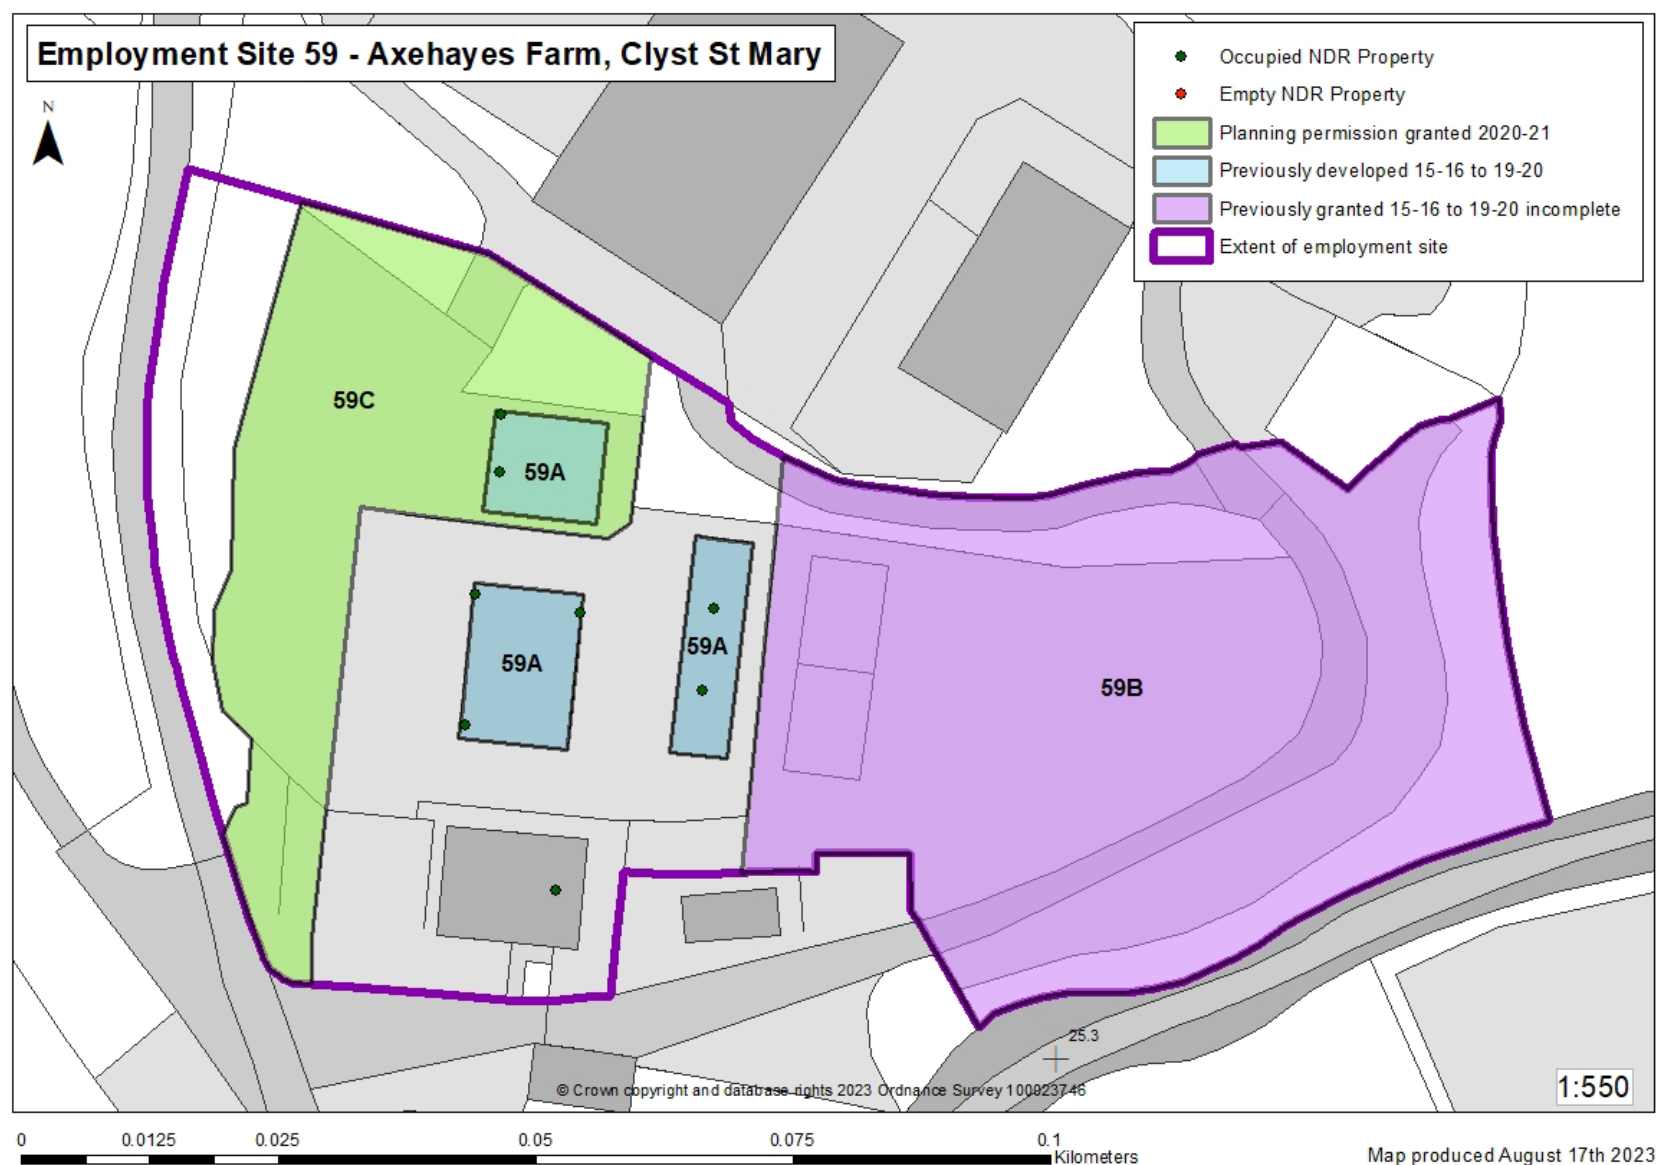 Employment Site 59 - Axehayes Farm, Clyst St Mary
N
Occupied NDR Property
Empty NDR Property
Planning permission granted 2020-21
Previously developed 15-16 to 19-20
Previously granted 15-16 to 19-20 incomplete
Extent of employment site
59C
59A
59A
59A
59B
25.3
© Crown copyright and database rights 2023 Ordnance Survey 100023746
1:550
0 0.0125 0.025 0.05 0.075 0.1
Kilometers
Map produced August 17th 2023